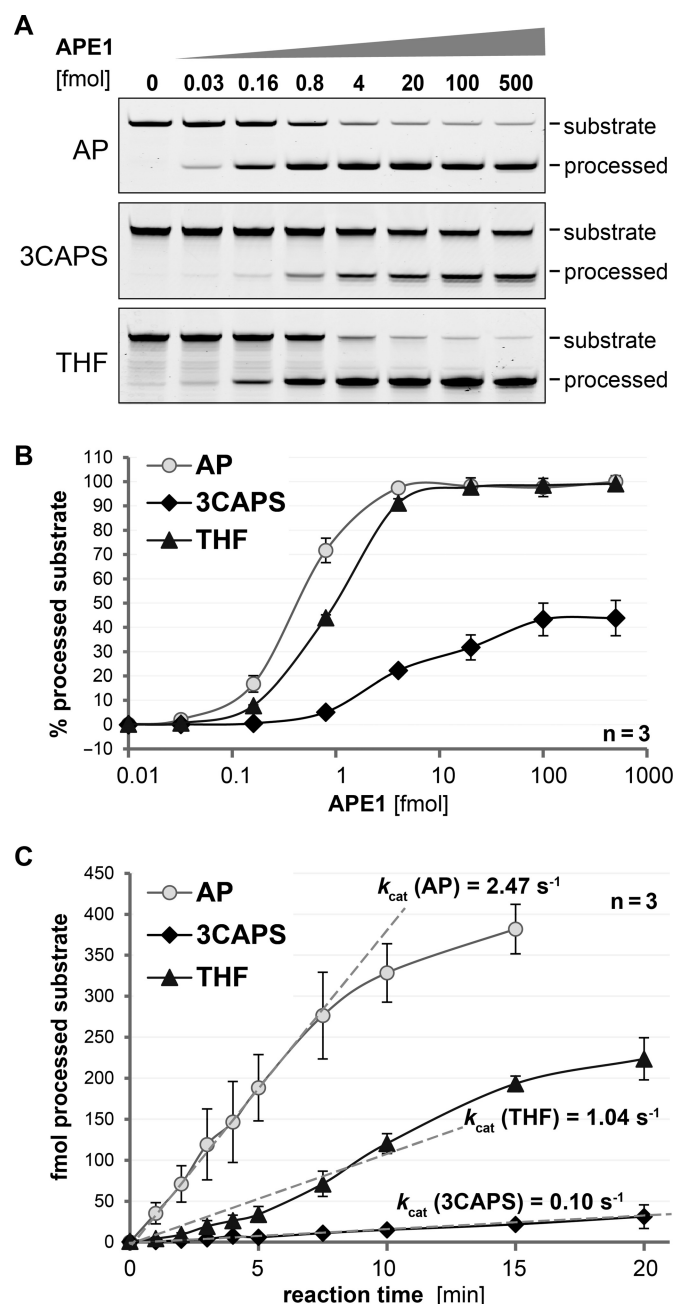 A
APE1
[fmol]
0 0.03 0.16 0.8 4 20 100 500
AP
substrate
processed
3CAPS
substrate
processed
THF
substrate
processed
B
% processed substrate
110
100
90
80
70
60
50
40
30
20
10
0
–10
AP
3CAPS
THF
n = 3
0.01 0.1 1 10 100 1000
APE1 [fmol]
C
fmol processed substrate
450
400
350
300
250
200
150
100
50
0
AP
3CAPS
THF
kcat (AP) = 2.47 s-1
n = 3
kcat (THF) = 1.04 s-1
kcat (3CAPS) = 0.10 s-1
0 5 10 15 20
reaction time [min]